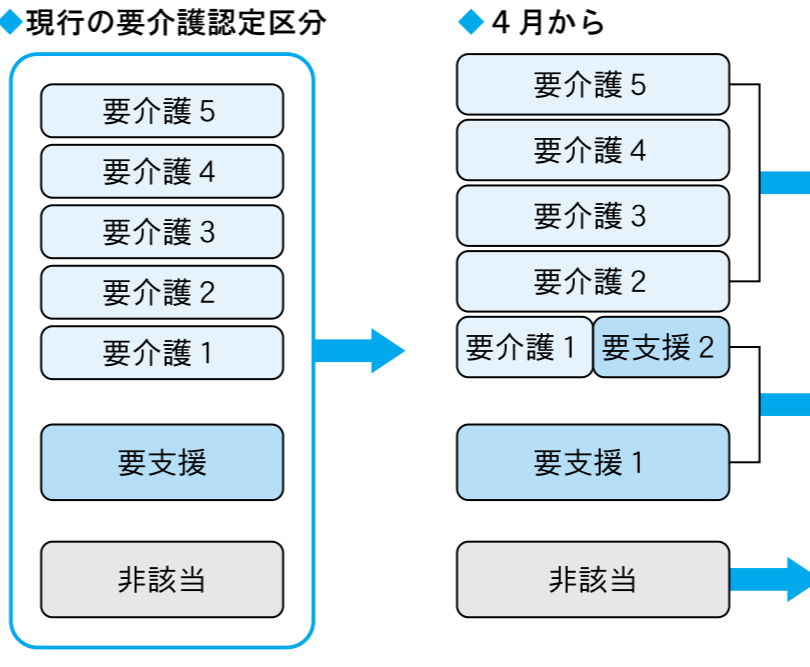 ◆現行の要介護認定区分
要介護5
要介護4
要介護3
要介護2
要介護1
要支援
非該当
◆4月から
要介護5
要介護4
要介護3
要介護2
要介護1 要支援2
要支援1
非該当